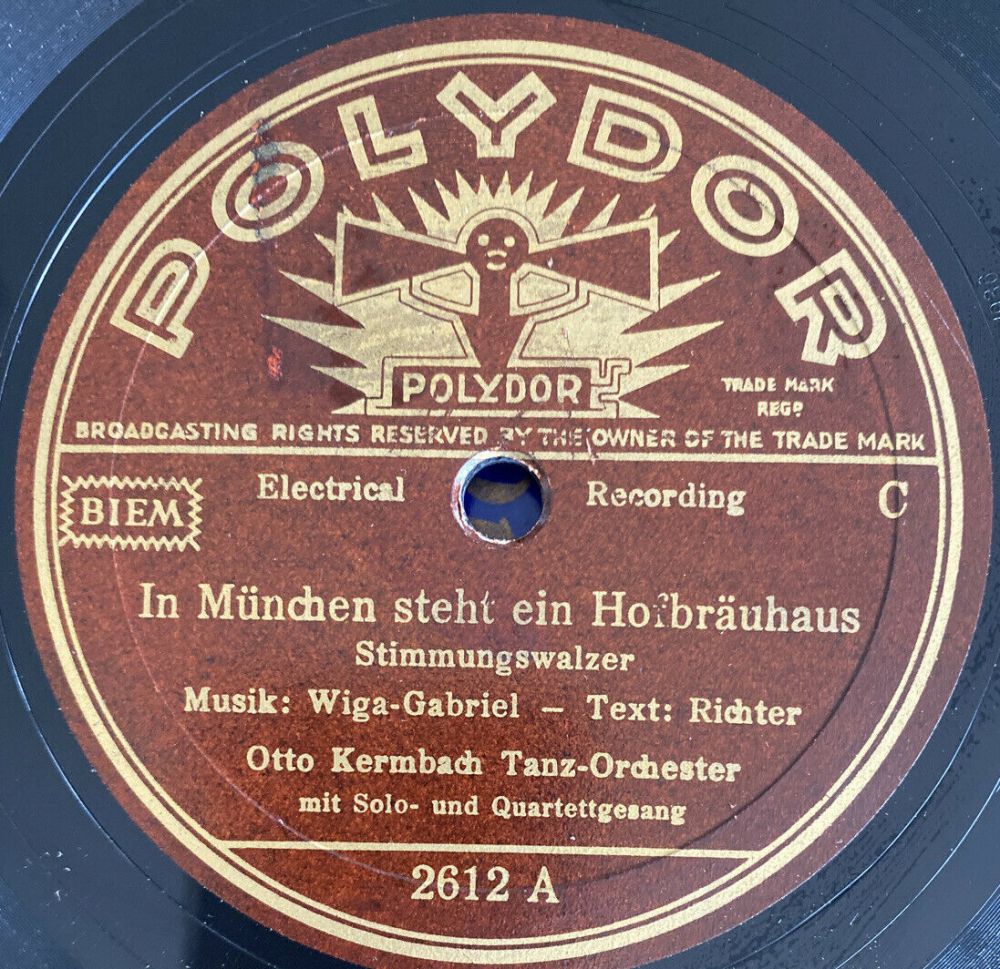 POLYDOR
POLYDOR
TRADE MARK
REGD
BROADCASTING RIGHTS RESERVED BY THE OWNER OF THE TRADE MARK
BIEM
Electrical Recording C
In München steht ein Hofbräuhaus
Stimmungswalzer
Musik: Wiga-Gabriel – Text: Richter
Otto Kermbach Tanz-Orchester
mit Solo- und Quartettgesang
2612 A